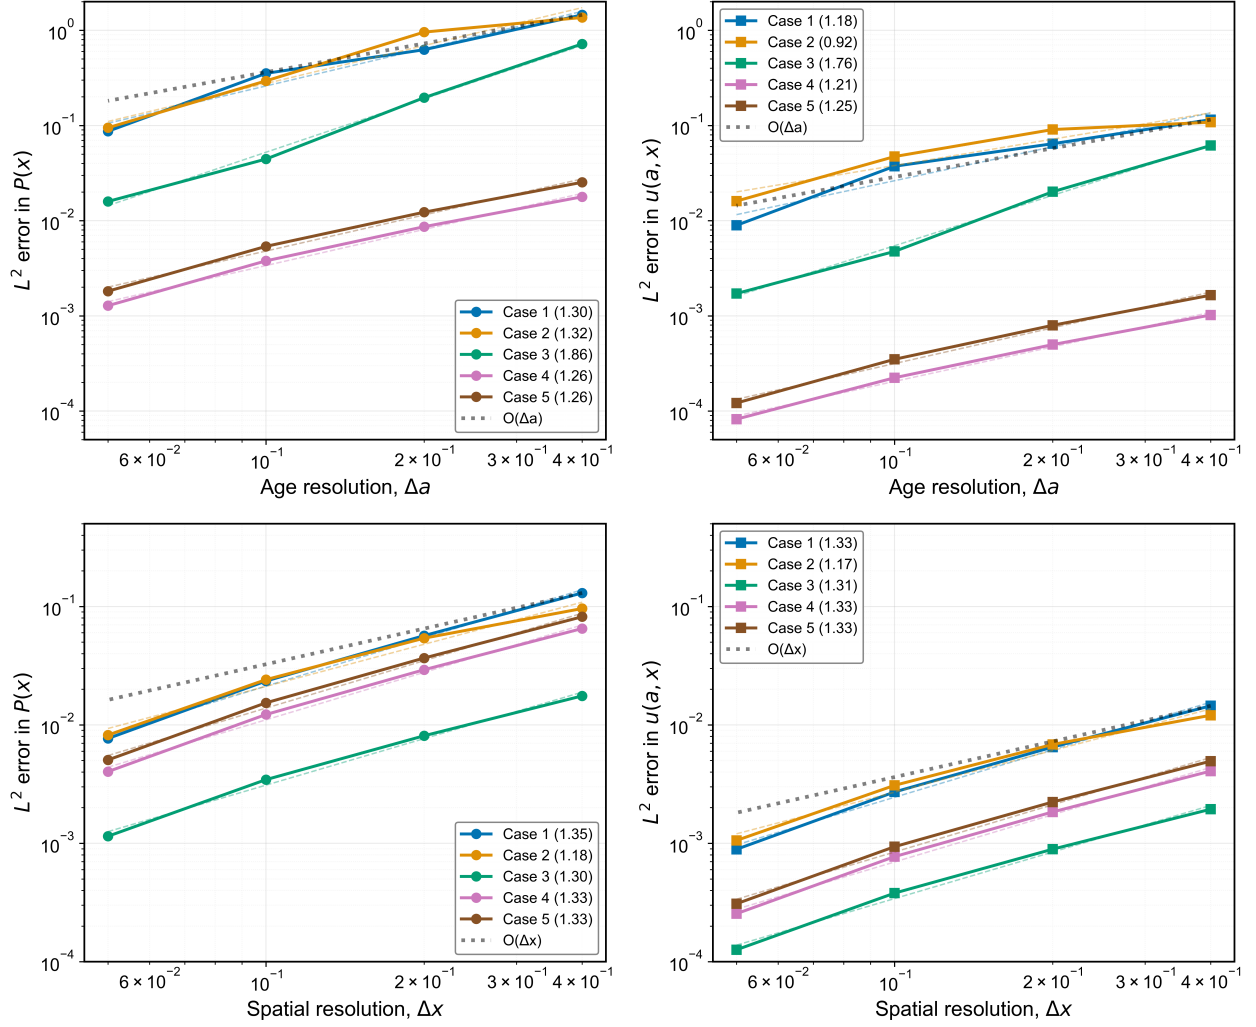 10⁰
10⁻¹
10⁻²
10⁻³
10⁻⁴
L² error in P(x)
Case 1 (1.30)
Case 2 (1.32)
Case 3 (1.86)
Case 4 (1.26)
Case 5 (1.26)
O(Δa)
6 × 10⁻²
10⁻¹
2 × 10⁻¹
3 × 10⁻¹
4 × 10⁻¹
Age resolution, Δa
10⁰
10⁻¹
10⁻²
10⁻³
10⁻⁴
L² error in u(a, x)
Case 1 (1.18)
Case 2 (0.92)
Case 3 (1.76)
Case 4 (1.21)
Case 5 (1.25)
O(Δa)
6 × 10⁻²
10⁻¹
2 × 10⁻¹
3 × 10⁻¹
4 × 10⁻¹
Age resolution, Δa
10⁻¹
10⁻²
10⁻³
10⁻⁴
L² error in P(x)
Case 1 (1.35)
Case 2 (1.18)
Case 3 (1.30)
Case 4 (1.33)
Case 5 (1.33)
O(Δx)
6 × 10⁻²
10⁻¹
2 × 10⁻¹
3 × 10⁻¹
4 × 10⁻¹
Spatial resolution, Δx
10⁻¹
10⁻²
10⁻³
10⁻⁴
L² error in u(a, x)
Case 1 (1.33)
Case 2 (1.17)
Case 3 (1.31)
Case 4 (1.33)
Case 5 (1.33)
O(Δx)
6 × 10⁻²
10⁻¹
2 × 10⁻¹
3 × 10⁻¹
4 × 10⁻¹
Spatial resolution, Δx